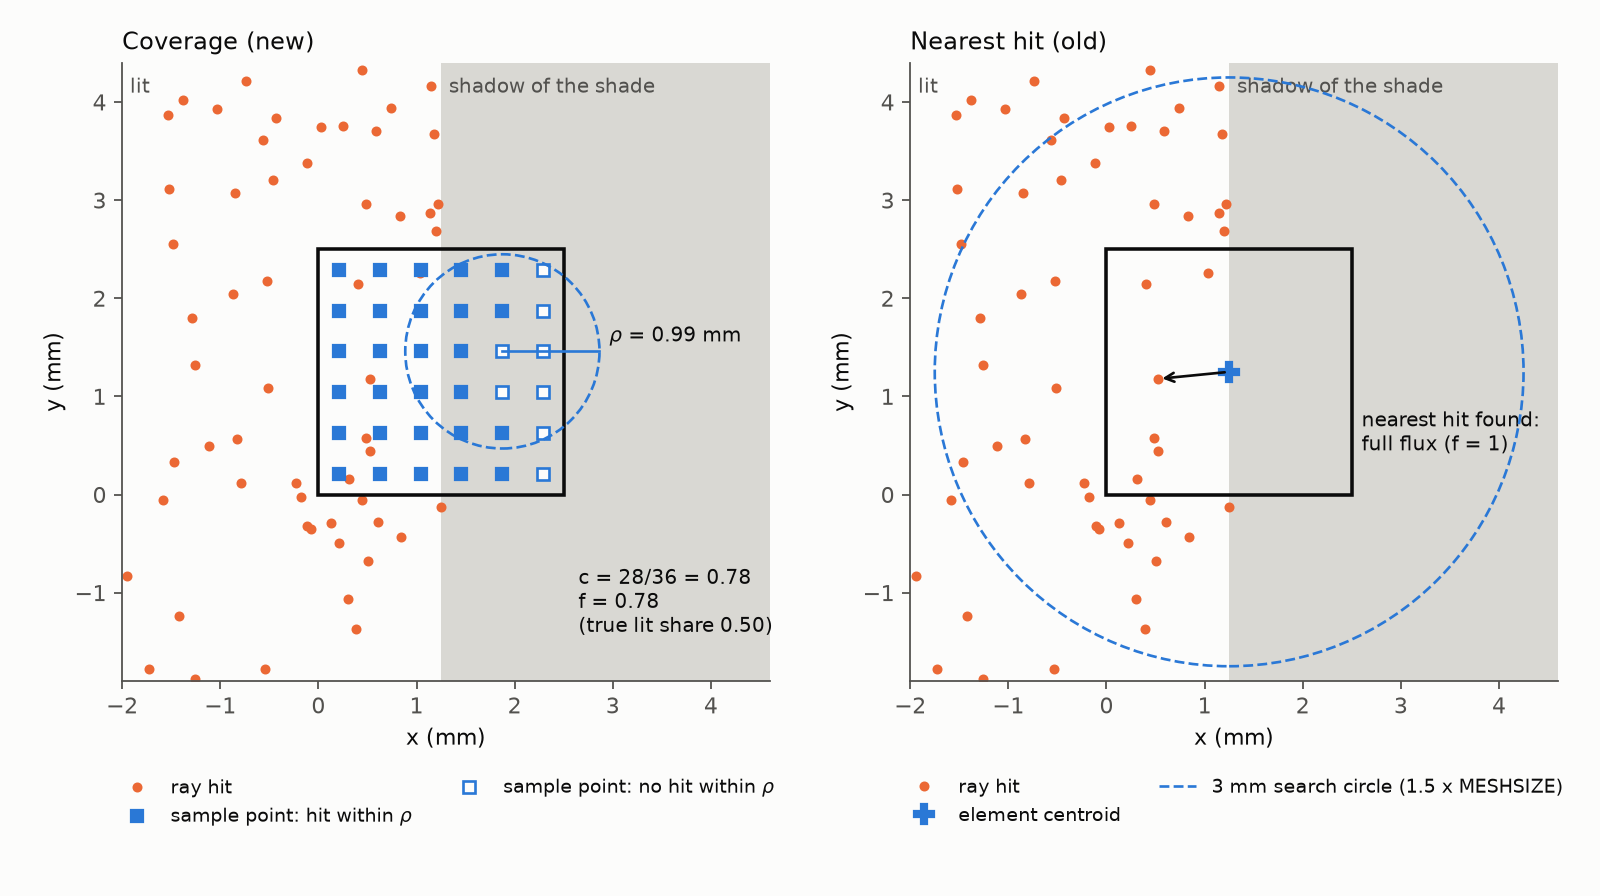 Coverage (new)
lit
shadow of the shade
4
3
2
1
0
−1
y (mm)
ρ = 0.99 mm
c = 28/36 = 0.78
f = 0.78
(true lit share 0.50)
−2
−1
0
1
2
3
4
x (mm)
ray hit
sample point: hit within ρ
sample point: no hit within ρ
Nearest hit (old)
lit
shadow of the shade
4
3
2
1
0
−1
y (mm)
nearest hit found:
full flux (f = 1)
−2
−1
0
1
2
3
4
x (mm)
ray hit
element centroid
3 mm search circle (1.5 x MESHSIZE)